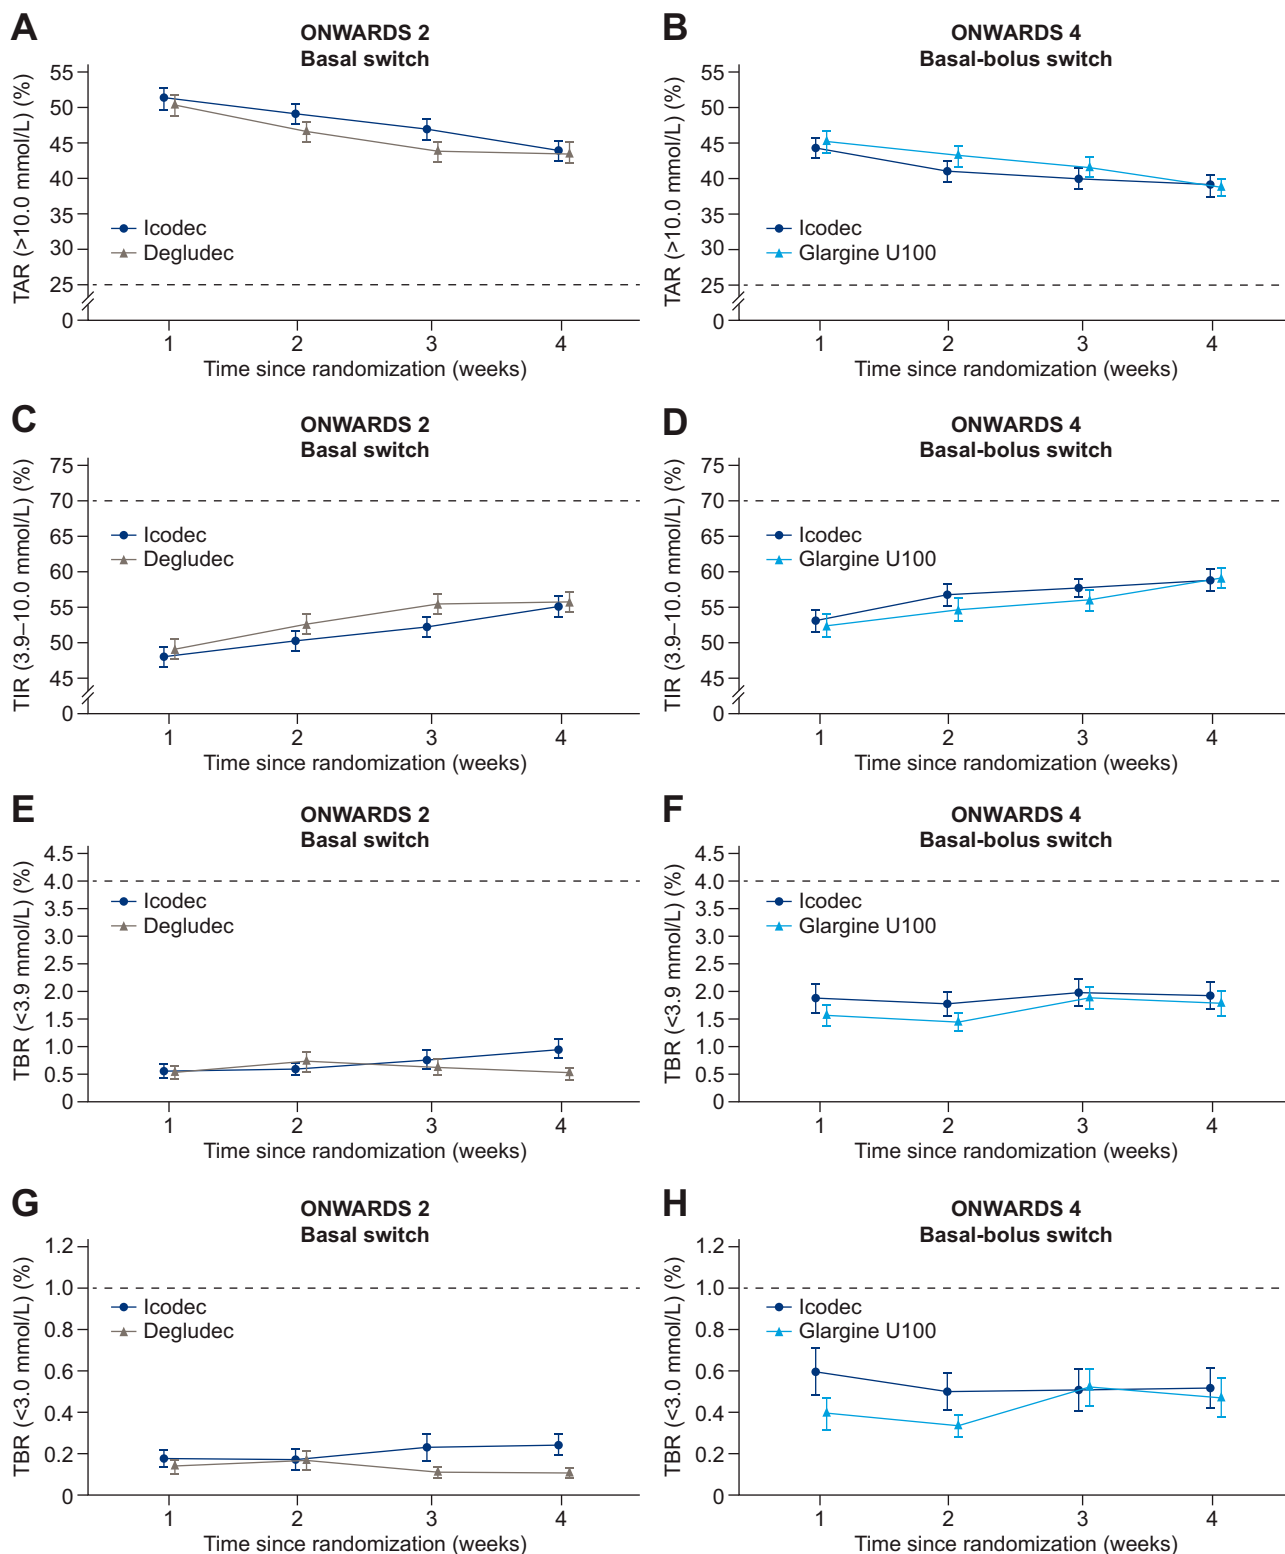 A
ONWARDS 2
Basal switch
TAR (>10.0 mmol/L) (%)
55
50
45
40
35
30
25
0
Icodec
Degludec
1 2 3 4
Time since randomization (weeks)
B
ONWARDS 4
Basal-bolus switch
TAR (>10.0 mmol/L) (%)
55
50
45
40
35
30
25
0
Icodec
Glargine U100
1 2 3 4
Time since randomization (weeks)
C
ONWARDS 2
Basal switch
TIR (3.9–10.0 mmol/L) (%)
75
70
65
60
55
50
45
0
Icodec
Degludec
1 2 3 4
Time since randomization (weeks)
D
ONWARDS 4
Basal-bolus switch
TIR (3.9–10.0 mmol/L) (%)
75
70
65
60
55
50
45
0
Icodec
Glargine U100
1 2 3 4
Time since randomization (weeks)
E
ONWARDS 2
Basal switch
TBR (<3.9 mmol/L) (%)
4.5
4.0
3.5
3.0
2.5
2.0
1.5
1.0
0.5
0
Icodec
Degludec
1 2 3 4
Time since randomization (weeks)
F
ONWARDS 4
Basal-bolus switch
TBR (<3.9 mmol/L) (%)
4.5
4.0
3.5
3.0
2.5
2.0
1.5
1.0
0.5
0
Icodec
Glargine U100
1 2 3 4
Time since randomization (weeks)
G
ONWARDS 2
Basal switch
TBR (<3.0 mmol/L) (%)
1.2
1.0
0.8
0.6
0.4
0.2
0
Icodec
Degludec
1 2 3 4
Time since randomization (weeks)
H
ONWARDS 4
Basal-bolus switch
TBR (<3.0 mmol/L) (%)
1.2
1.0
0.8
0.6
0.4
0.2
0
Icodec
Glargine U100
1 2 3 4
Time since randomization (weeks)